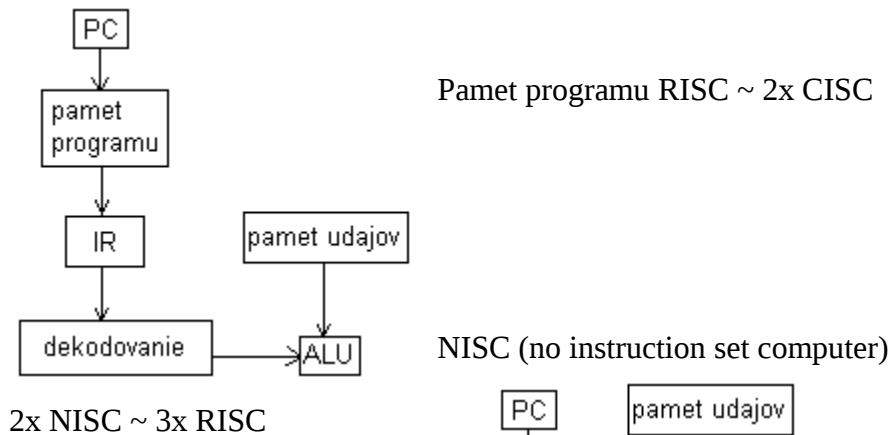 PC
pamet
programu
Pamet programu RISC ~ 2x CISC
IR
pamet udajov
dekodovanie
ALU
NISC (no instruction set computer)
2x NISC ~ 3x RISC
PC
pamet udajov